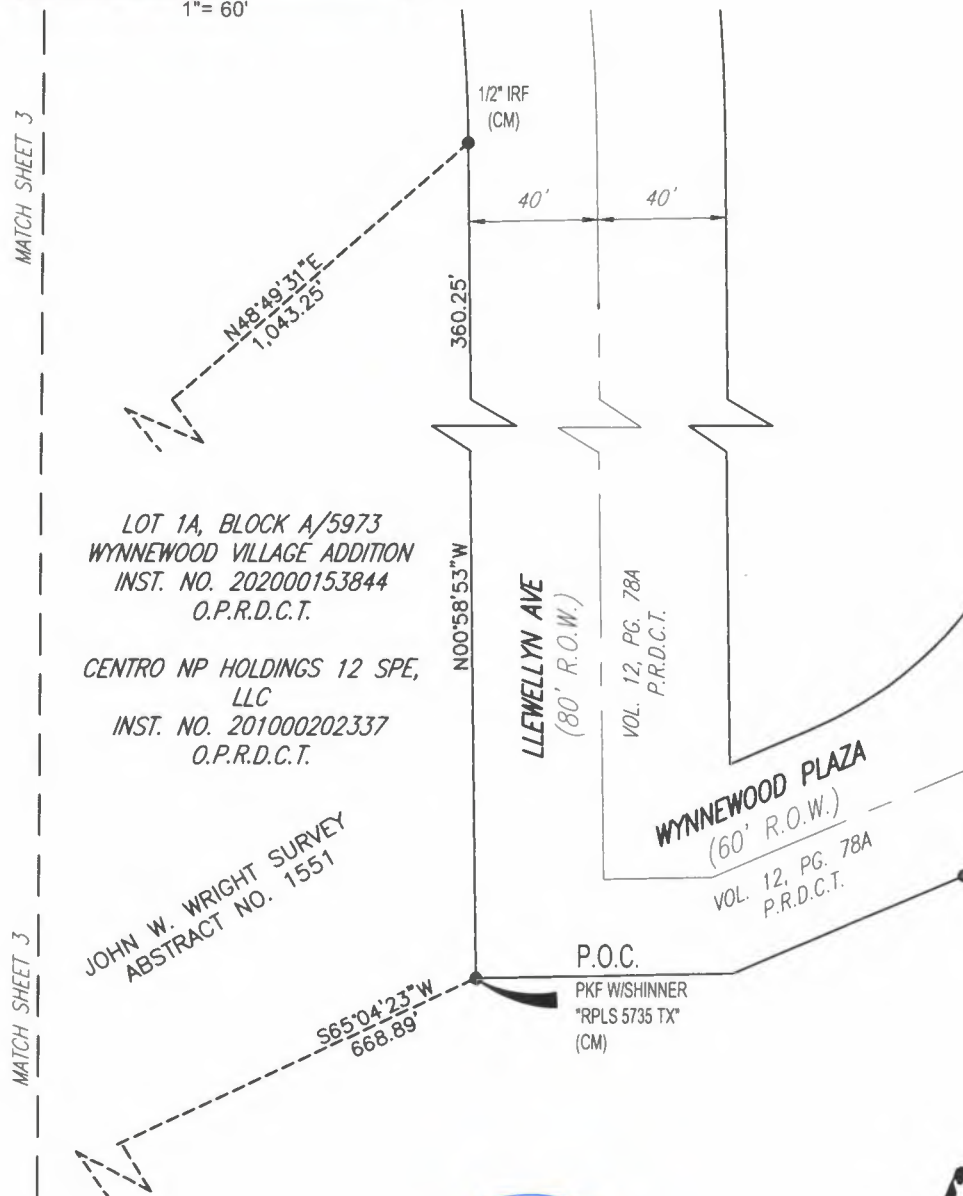 1"= 60'
MATCH SHEET 3
1/2" IRF
(CM)
40'
40'
N48°49'31"E
1,043.25'
360.25'
LOT 1A, BLOCK A/5973
WYNNEWOOD VILLAGE ADDITION
INST. NO. 202000153844
O.P.R.D.C.T.
CENTRO NP HOLDINGS 12 SPE,
LLC
INST. NO. 201000202337
O.P.R.D.C.T.
N00°58'53"W
LLEWELLYN AVE
(80' R.O.W.)
VOL. 12, PG. 78A
P.R.D.C.T.
WYNNEWOOD PLAZA
(60' R.O.W.)
VOL. 12, PG. 78A
P.R.D.C.T.
JOHN W. WRIGHT SURVEY
ABSTRACT NO. 1551
MATCH SHEET 3
S65°04'23"W
668.89'
P.O.C.
PKF W/SHINNER
"RPLS 5735 TX"
(CM)